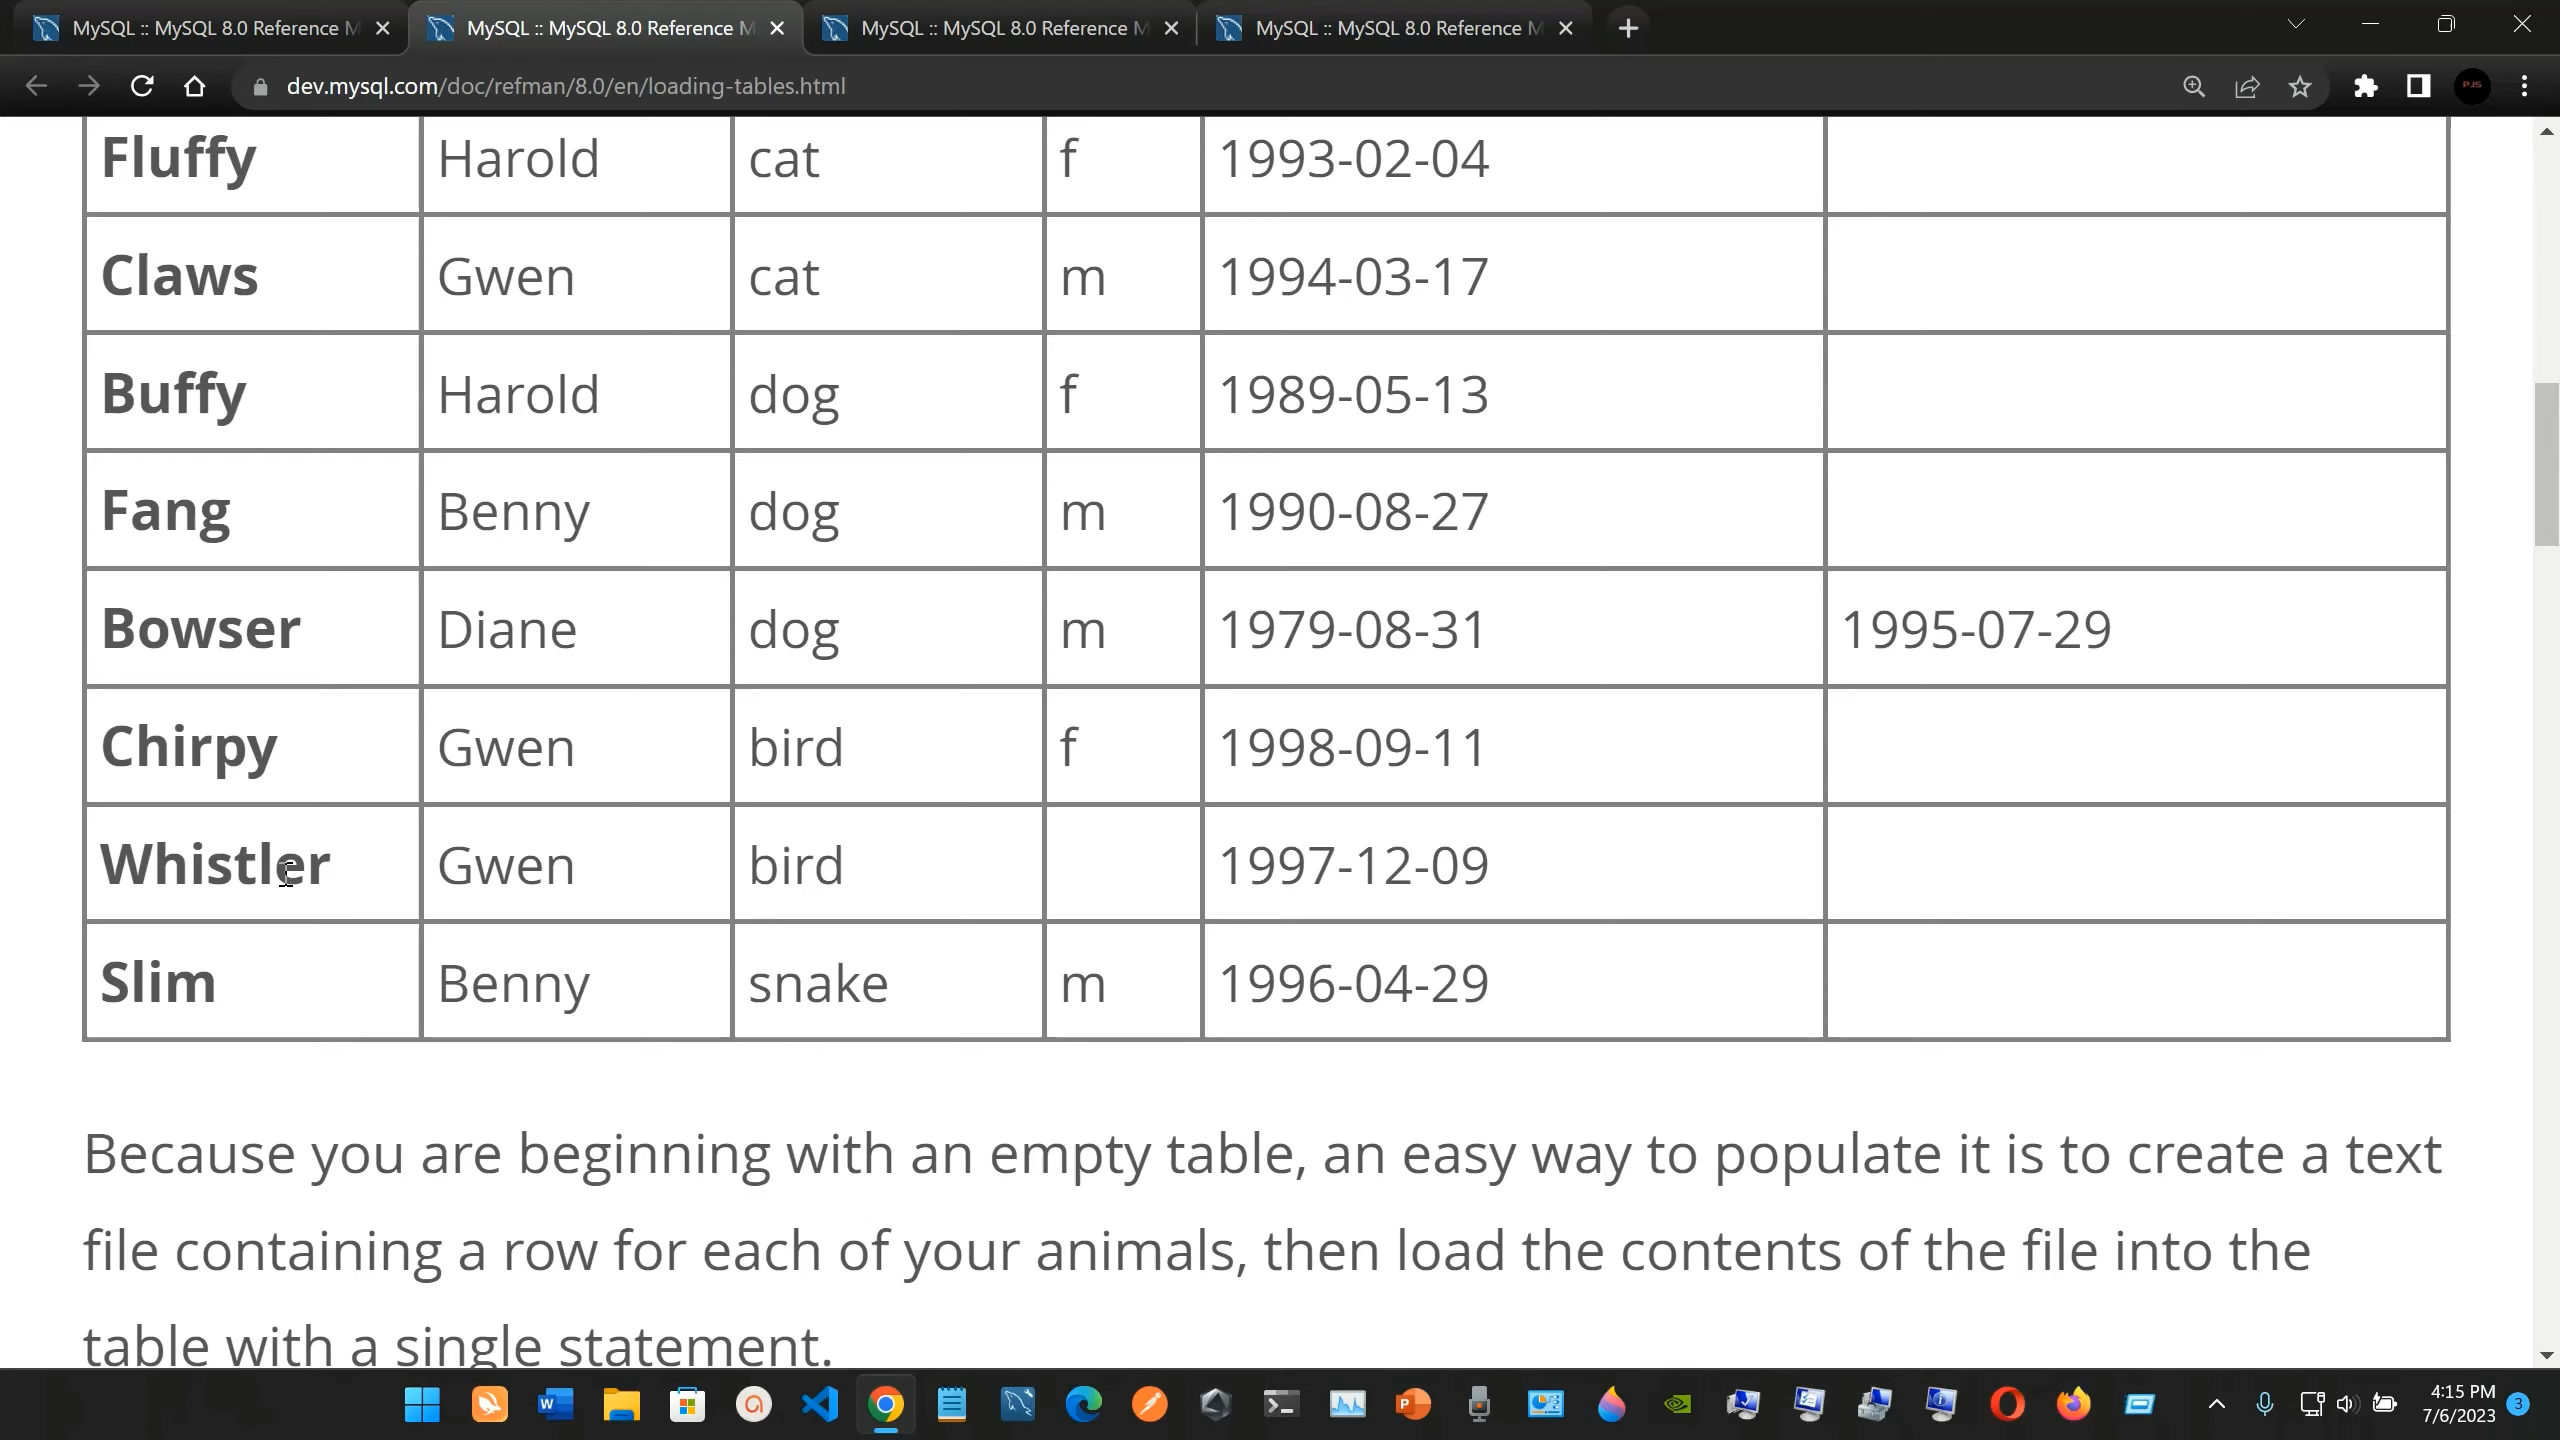 MySQL :: MySQL 8.0 Reference M
MySQL :: MySQL 8.0 Reference M
MySQL :: MySQL 8.0 Reference M
MySQL :: MySQL 8.0 Reference M
dev.mysql.com/doc/refman/8.0/en/loading-tables.html
PJS
Fluffy Harold cat f 1993-02-04
Claws Gwen cat m 1994-03-17
Buffy Harold dog f 1989-05-13
Fang Benny dog m 1990-08-27
Bowser Diane dog m 1979-08-31 1995-07-29
Chirpy Gwen bird f 1998-09-11
Whistler Gwen bird 1997-12-09
Slim Benny snake m 1996-04-29
Because you are beginning with an empty table, an easy way to populate it is to create a text
file containing a row for each of your animals, then load the contents of the file into the
table with a single statement.
4:15 PM
7/6/2023
3